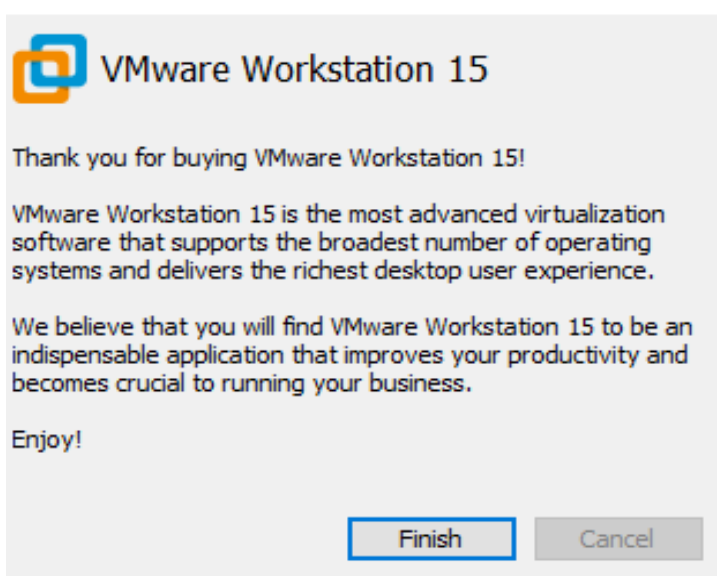 VMware Workstation 15
Thank you for buying VMware Workstation 15!
VMware Workstation 15 is the most advanced virtualization
software that supports the broadest number of operating
systems and delivers the richest desktop user experience.
We believe that you will find VMware Workstation 15 to be an
indispensable application that improves your productivity and
becomes crucial to running your business.
Enjoy!
Finish Cancel